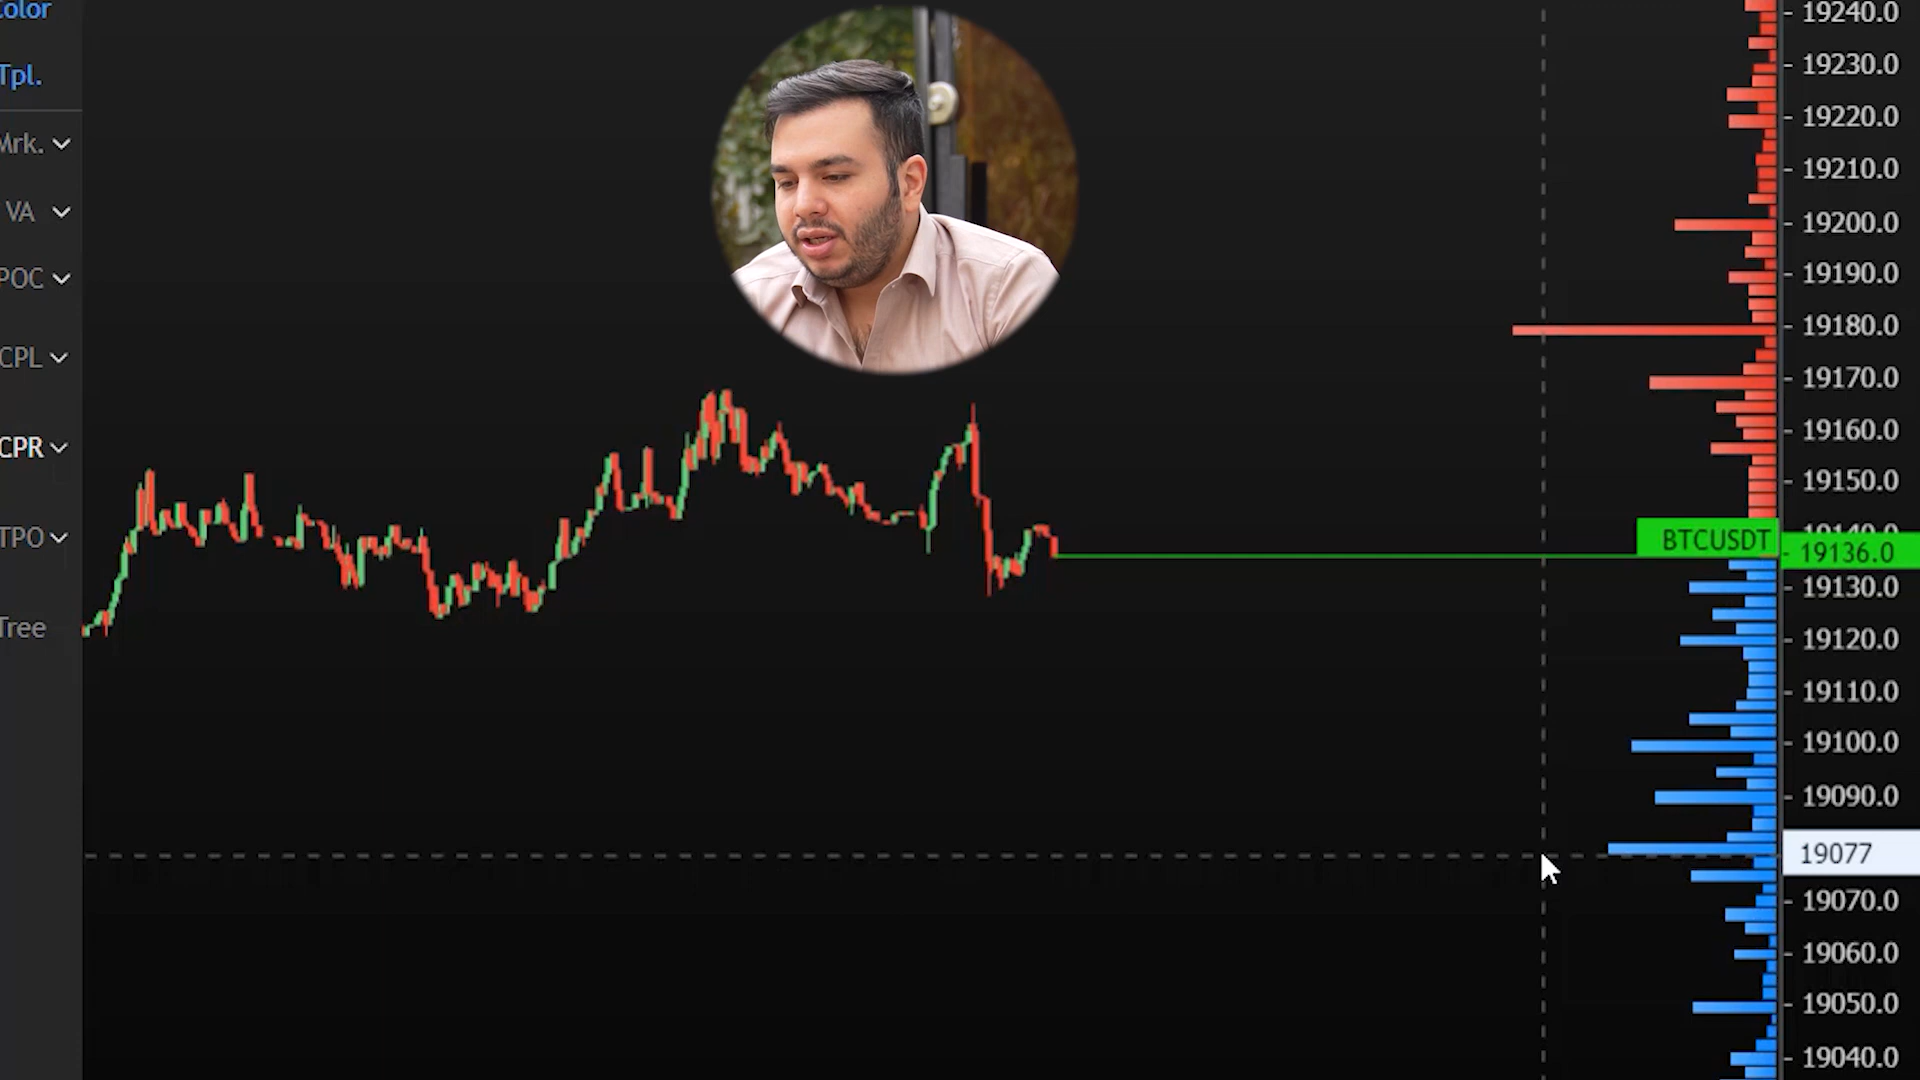 Color
Tpl.
Mrk.
VA
POC
CPL
CPR
TPO
Tree
19240.0
19230.0
19220.0
19210.0
19200.0
19190.0
19180.0
19170.0
19160.0
19150.0
19140.0
BTCUSDT
19136.0
19130.0
19120.0
19110.0
19100.0
19090.0
19077
19070.0
19060.0
19050.0
19040.0